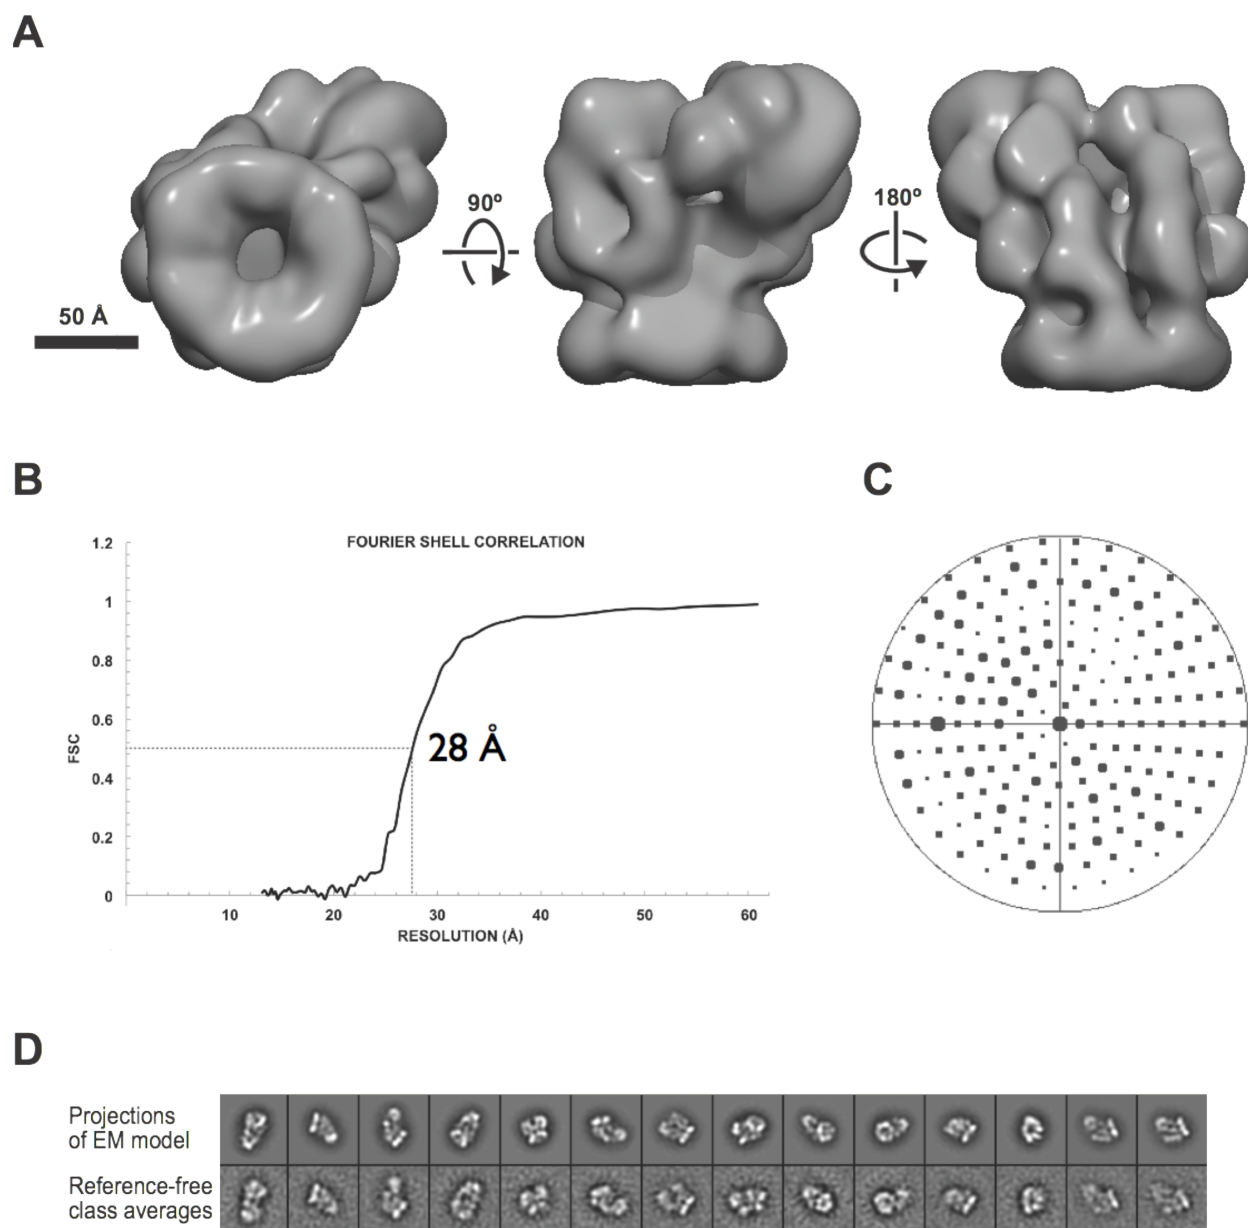 A
90º
180º
50 Å
B
C
FOURIER SHELL CORRELATION
1.2
1
0.8
0.6
0.4
0.2
0
FSC
28 Å
10 20 30 40 50 60
RESOLUTION (Å)
D
Projections
of EM model
Reference-free
class averages